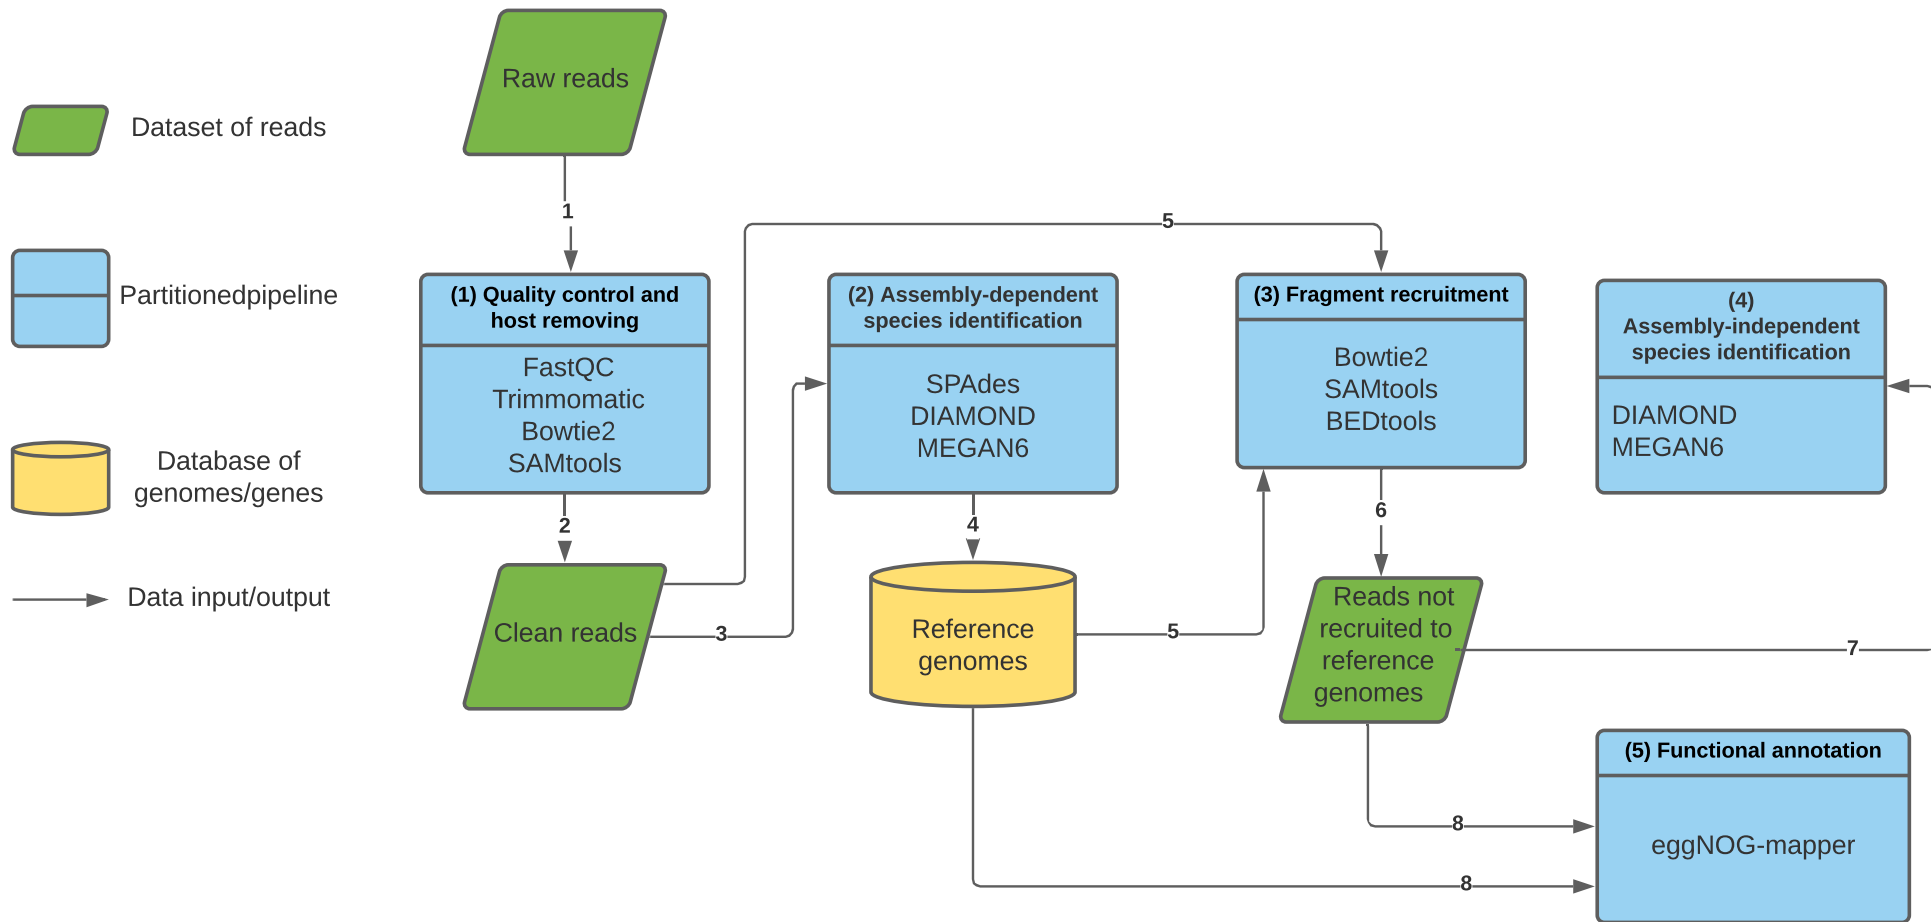 Raw reads
Dataset of reads
1
5
Partitionedpipeline
(1) Quality control and
host removing
FastQC
Trimmomatic
Bowtie2
SAMtools
(2) Assembly-dependent
species identification
SPAdes
DIAMOND
MEGAN6
(3) Fragment recruitment
Bowtie2
SAMtools
BEDtools
(4)
Assembly-independent
species identification
DIAMOND
MEGAN6
Database of
genomes/genes
2
4
6
Data input/output
Clean reads
3
Reference
genomes
5
Reads not
recruited to
reference
genomes
7
(5) Functional annotation
eggNOG-mapper
8
8